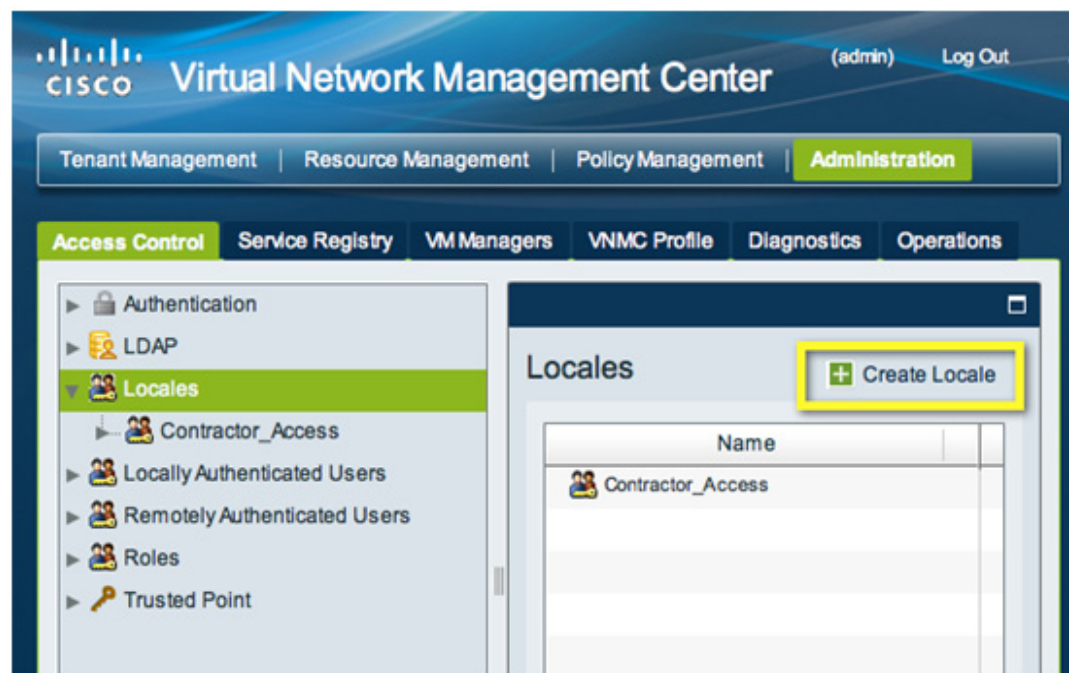 CISCO Virtual Network Management Center (admin) Log Out
Tenant Management | Resource Management | Policy Management | Administration
Access Control Service Registry VM Managers VNMC Profile Diagnostics Operations
Authentication
LDAP
Locales
Contractor_Access
Locally Authenticated Users
Remotely Authenticated Users
Roles
Trusted Point
Locales
Create Locale
Name
Contractor_Access